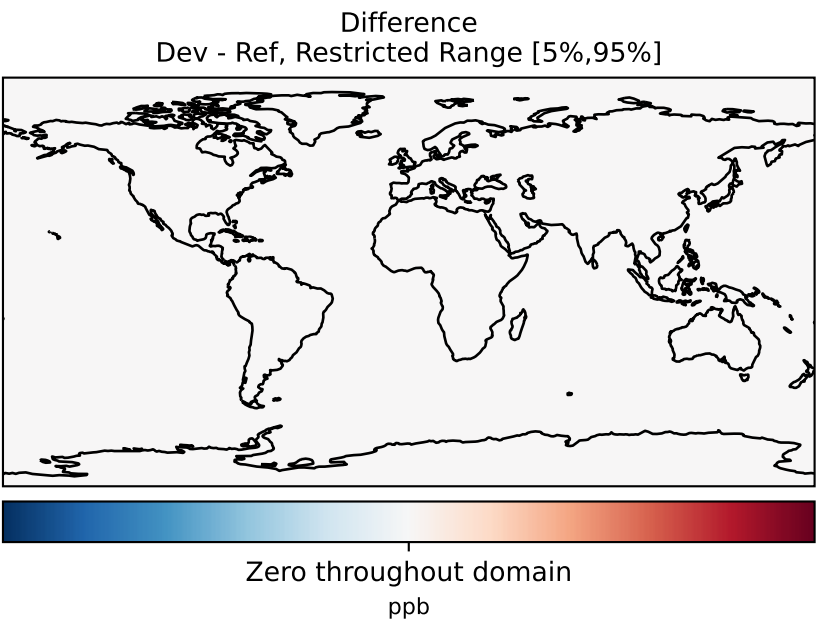 Difference
Dev - Ref, Restricted Range [5%,95%]
Zero throughout domain
ppb